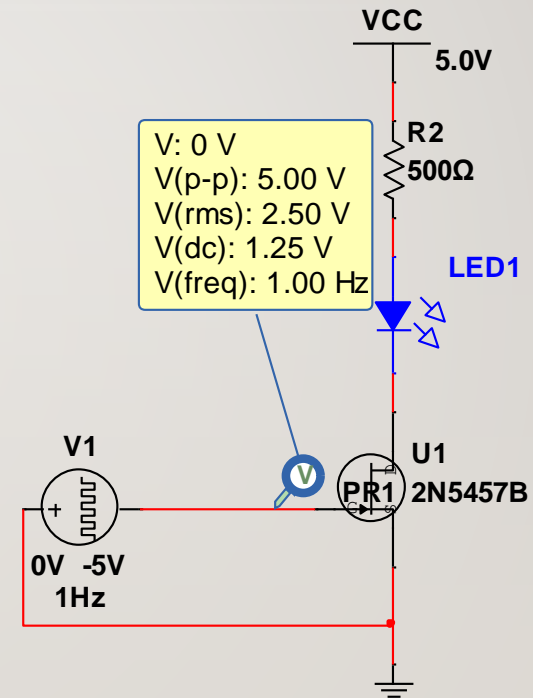 VCC
5.0V
R2
500Ω
V: 0 V
V(p-p): 5.00 V
V(rms): 2.50 V
V(dc): 1.25 V
V(freq): 1.00 Hz
LED1
V1
V
U1
PR1
2N5457B
D
G
S
+
0V -5V
1Hz